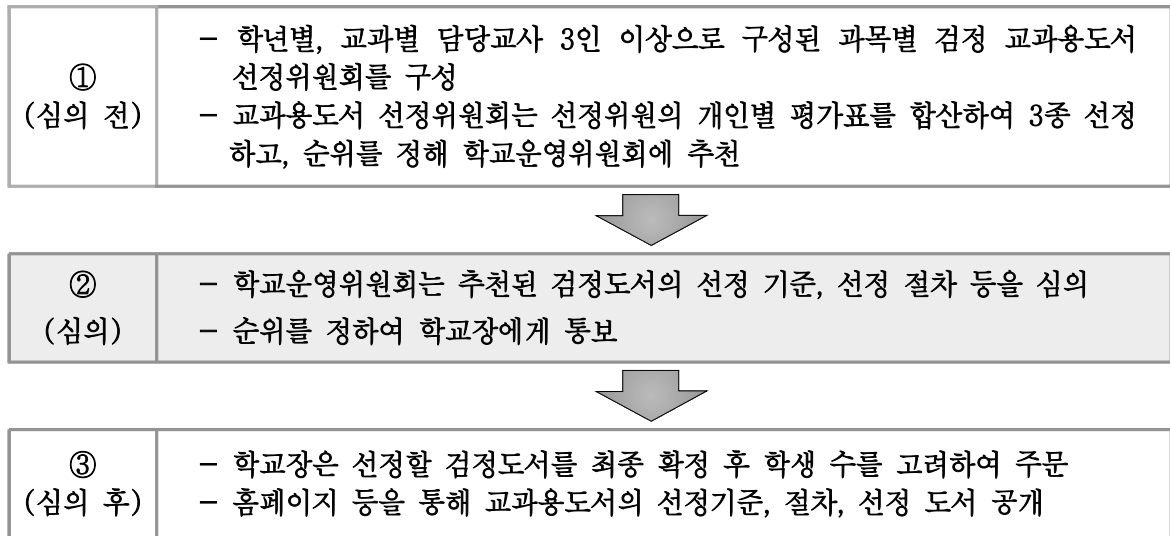 ①
(심의 전)
– 학년별, 교과별 담당교사 3인 이상으로 구성된 과목별 검정 교과용도서
선정위원회를 구성
– 교과용도서 선정위원회는 선정위원의 개인별 평가표를 합산하여 3종 선정
하고, 순위를 정해 학교운영위원회에 추천
②
(심의)
– 학교운영위원회는 추천된 검정도서의 선정 기준, 선정 절차 등을 심의
– 순위를 정하여 학교장에게 통보
③
(심의 후)
– 학교장은 선정할 검정도서를 최종 확정 후 학생 수를 고려하여 주문
– 홈페이지 등을 통해 교과용도서의 선정기준, 절차, 선정 도서 공개